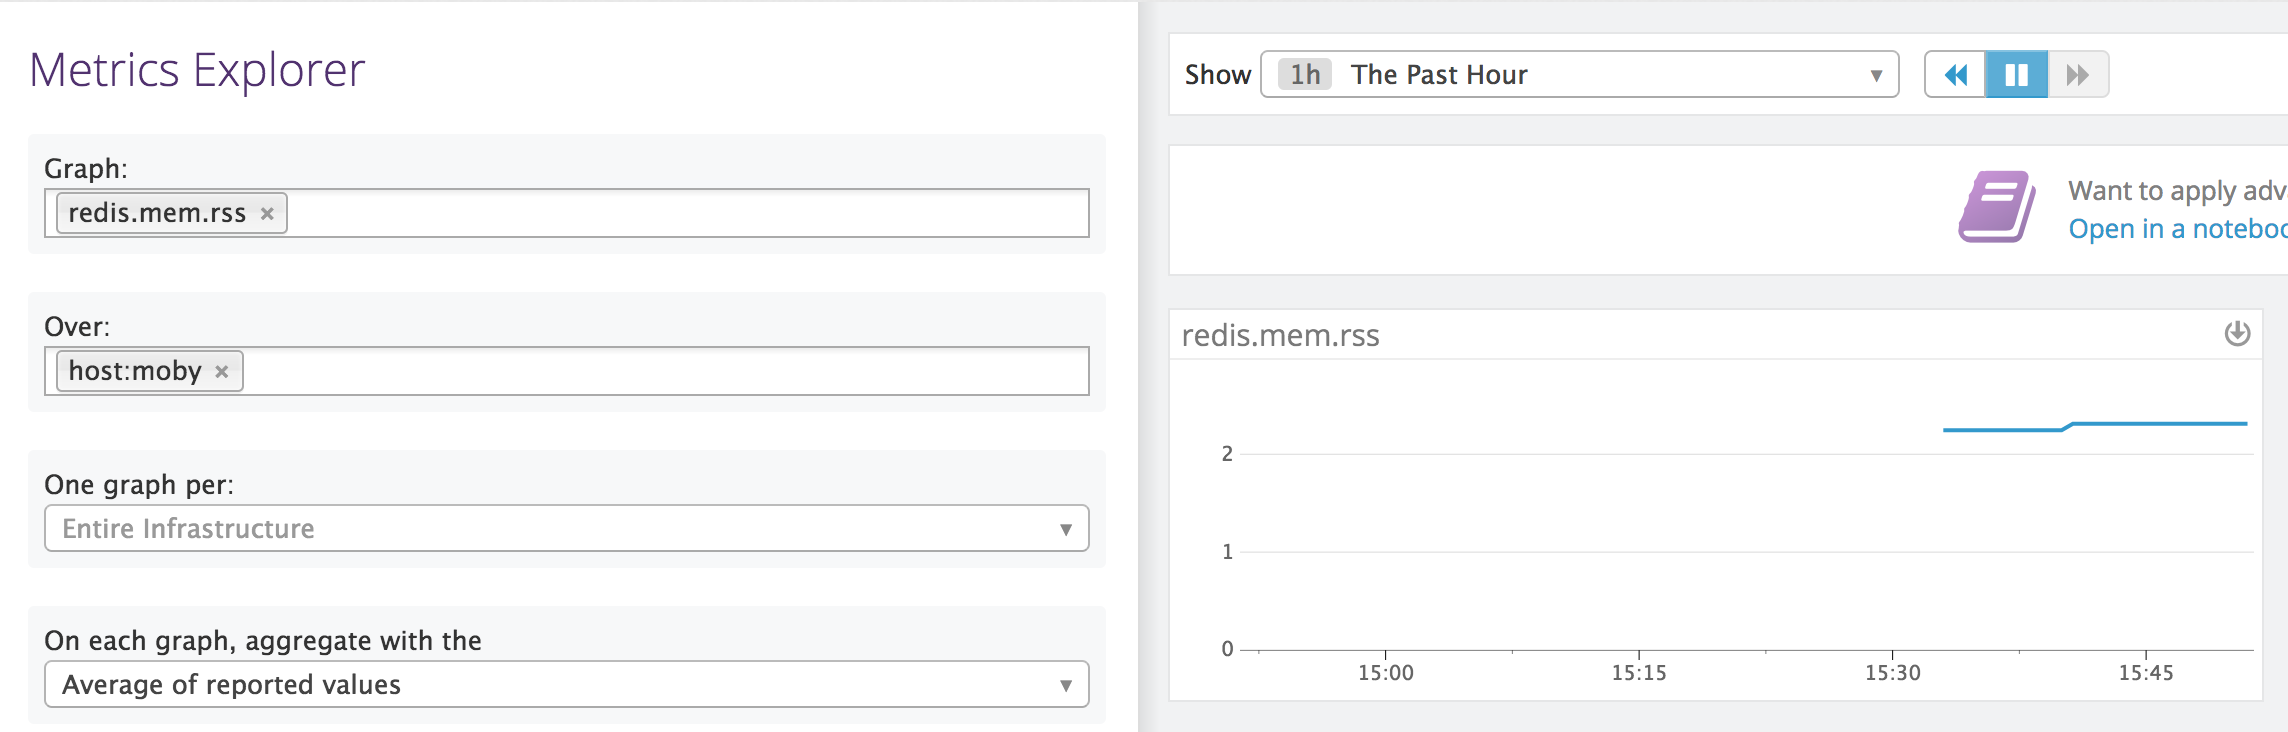 Metrics Explorer
Graph:
redis.mem.rss ×
Over:
host:moby ×
One graph per:
Entire Infrastructure
On each graph, aggregate with the
Average of reported values
Show 1h The Past Hour
Want to apply adv
Open in a noteboo
redis.mem.rss
2
1
0
15:00 15:15 15:30 15:45